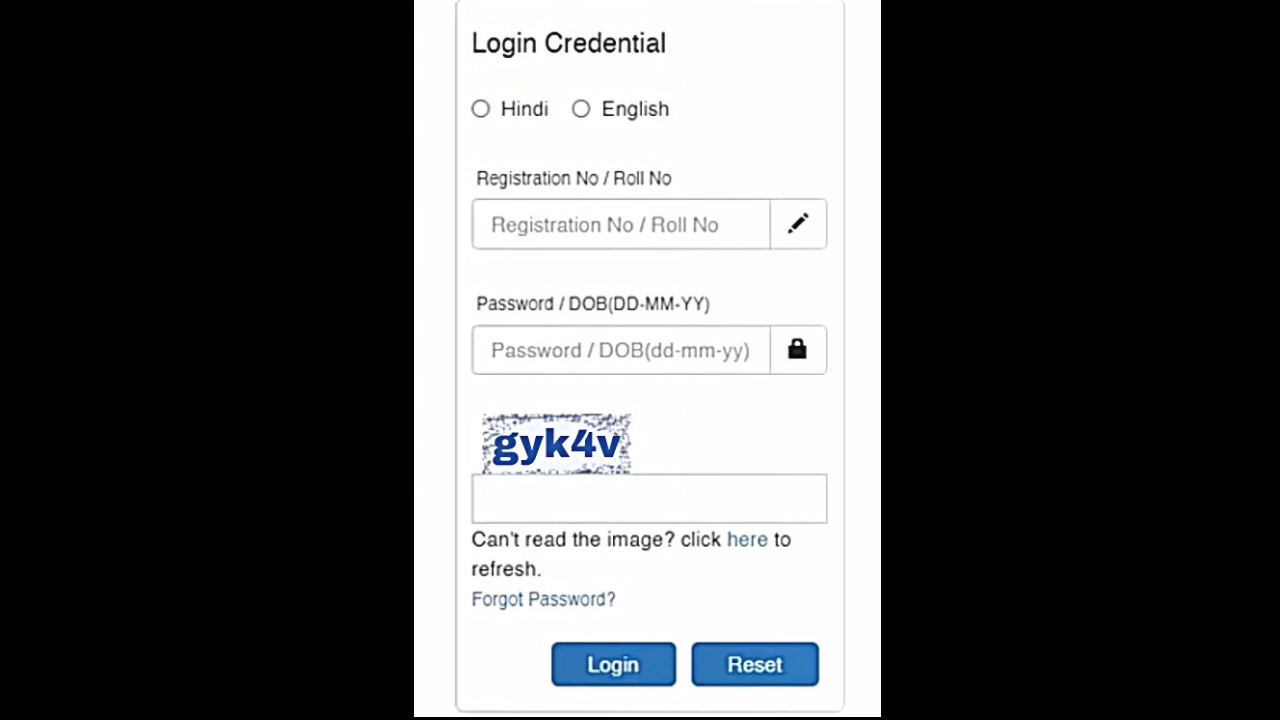 Login Credential
Hindi English
Registration No / Roll No
Registration No / Roll No
Password / DOB(DD-MM-YY)
Password / DOB(dd-mm-yy)
gyk4v
Can't read the image? click here to
refresh.
Forgot Password?
Login Reset